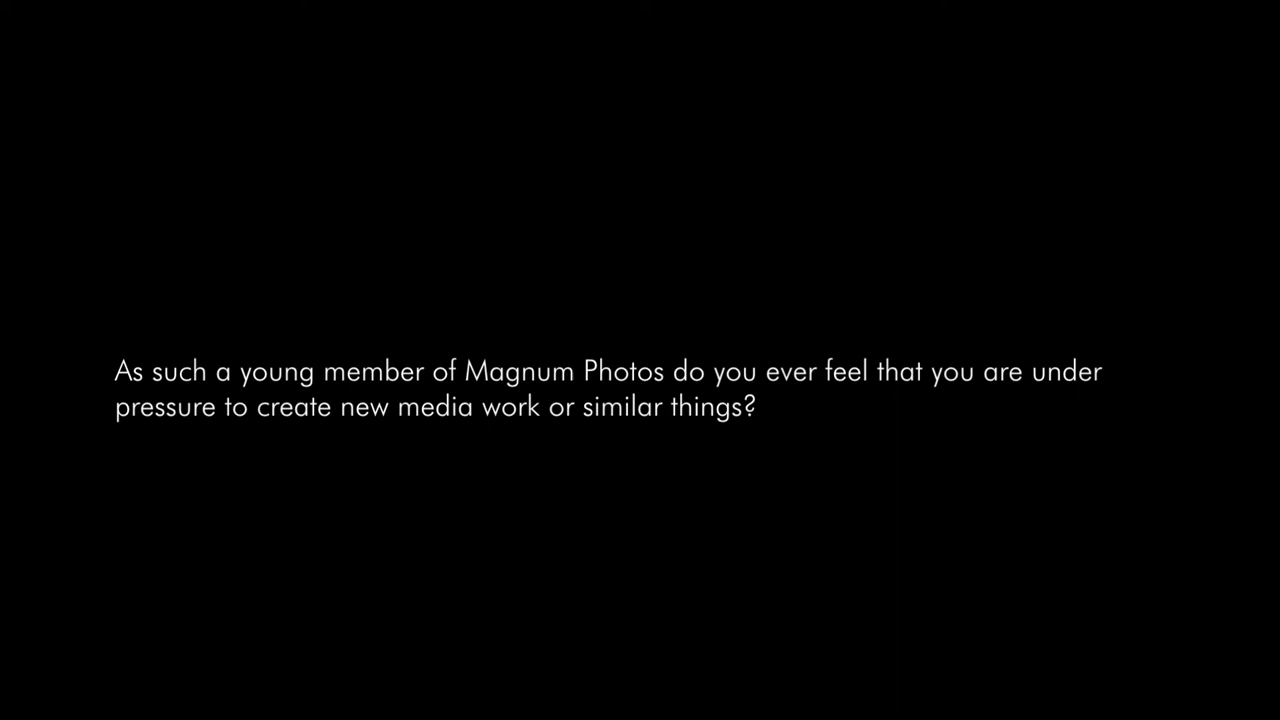 As such a young member of Magnum Photos do you ever feel that you are under
pressure to create new media work or similar things?